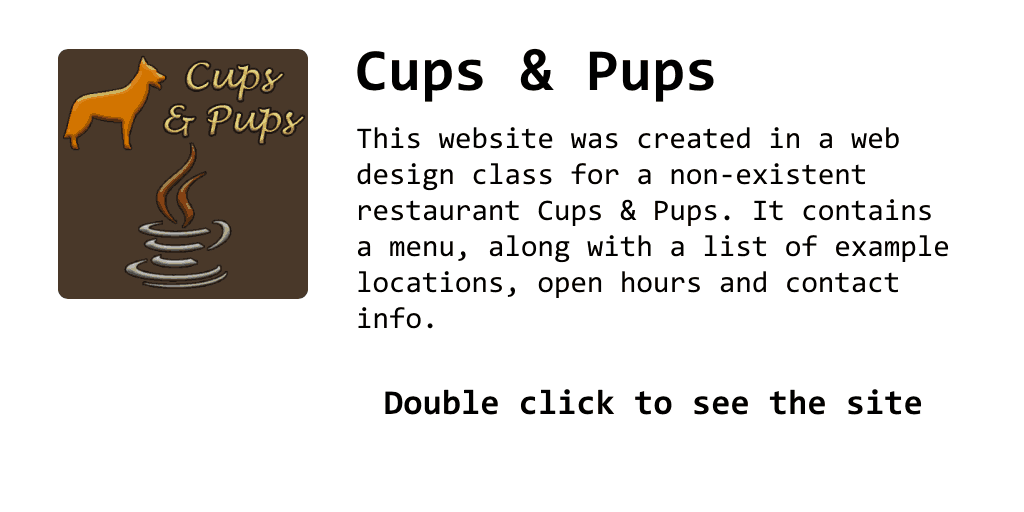 Cups
& Pups
Cups & Pups
This website was created in a web
design class for a non-existent
restaurant Cups & Pups. It contains
a menu, along with a list of example
locations, open hours and contact
info.
Double click to see the site